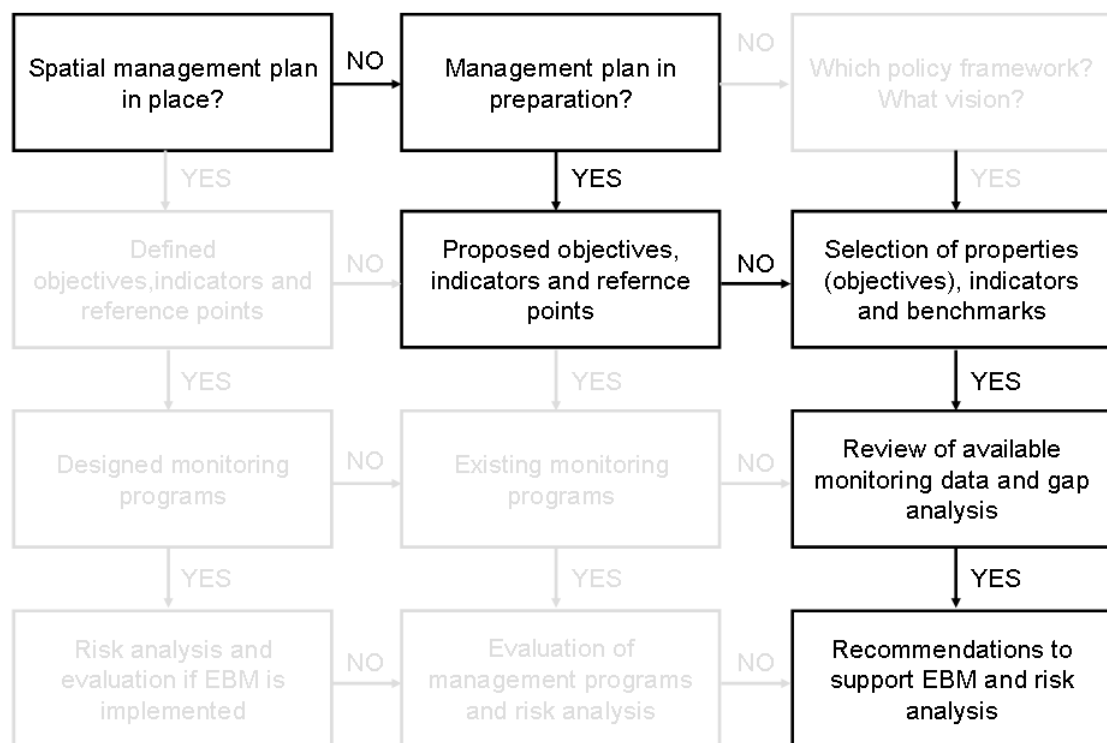 Spatial management plan
in place?
NO
Management plan in
preparation?
NO
Which policy framework?
What vision?
YES
YES
YES
Defined
objectives,indicators and
reference points
NO
Proposed objectives,
indicators and refernce
points
NO
Selection of properties
(objectives), indicators
and benchmarks
YES
YES
YES
Designed monitoring
programs
NO
Existing monitoring
programs
NO
Review of available
monitoring data and gap
analysis
YES
YES
YES
Risk analysis and
evaluation if EBM is
implemented
NO
Evaluation of
management programs
and risk analysis
NO
Recommendations to
support EBM and risk
analysis